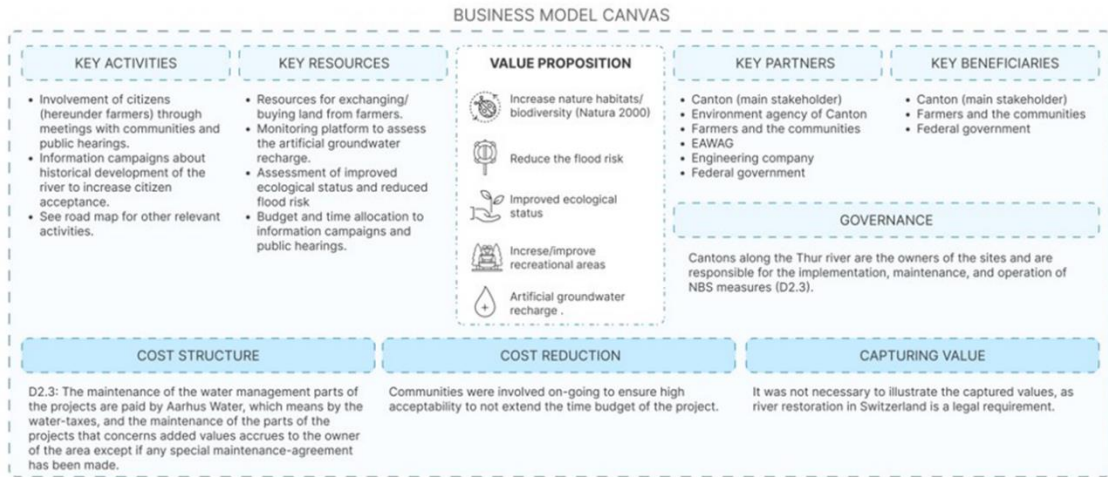 BUSINESS MODEL CANVAS
KEY ACTIVITIES
• Involvement of citizens
(hereunder farmers) through
meetings with communities and
public hearings.
• Information campaigns about
historical development of the
river to increase citizen
acceptance.
• See road map for other relevant
activities.
KEY RESOURCES
• Resources for exchanging/
buying land from farmers.
• Monitoring platform to assess
the artificial groundwater
recharge.
• Assessment of improved
ecological status and reduced
flood risk
• Budget and time allocation to
information campaigns and
public hearings.
VALUE PROPOSITION
Increase nature habitats/
biodiversity (Natura 2000)
Reduce the flood risk
Improved ecological
status
Increse/improve
recreational areas
Artificial groundwater
recharge .
KEY PARTNERS
• Canton (main stakeholder)
• Environment agency of Canton
• Farmers and the communities
• EAWAG
• Engineering company
• Federal government
KEY BENEFICIARIES
• Canton (main stakeholder)
• Farmers and the communities
• Federal government
GOVERNANCE
Cantons along the Thur river are the owners of the sites and are
responsible for the implementation, maintenance, and operation of
NBS measures (D2.3).
COST STRUCTURE
D2.3: The maintenance of the water management parts of
the projects are paid by Aarhus Water, which means by the
water-taxes, and the maintenance of the parts of the
projects that concerns added values accrues to the owner
of the area except if any special maintenance-agreement
has been made.
COST REDUCTION
Communities were involved on-going to ensure high
acceptability to not extend the time budget of the project.
CAPTURING VALUE
It was not necessary to illustrate the captured values, as
river restoration in Switzerland is a legal requirement.